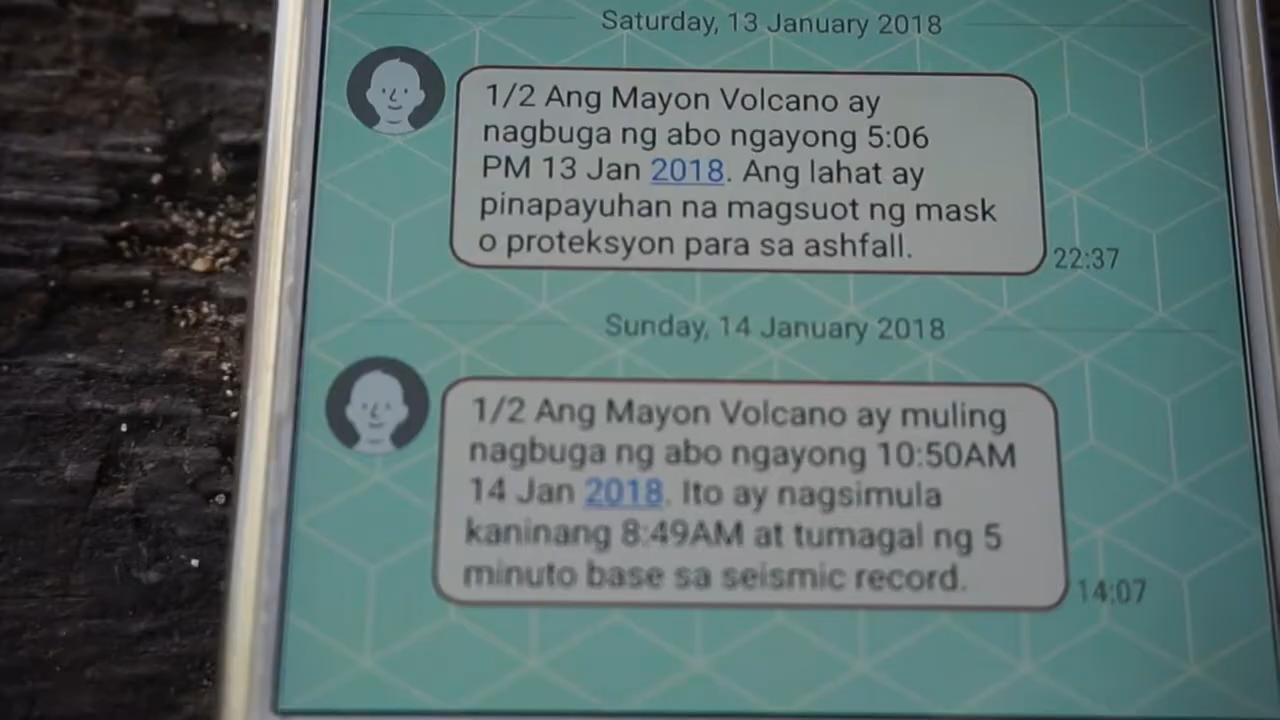 Saturday, 13 January 2018
1/2 Ang Mayon Volcano ay
nagbuga ng abo ngayong 5:06
PM 13 Jan 2018. Ang lahat ay
pinapayuhan na magsuot ng mask
o proteksyon para sa ashfall.
22:37
Sunday, 14 January 2018
1/2 Ang Mayon Volcano ay muling
nagbuga ng abo ngayong 10:50AM
14 Jan 2018. Ito ay nagsimula
kaninang 8:49AM at tumagal ng 5
minuto base sa seismic record.
14:07